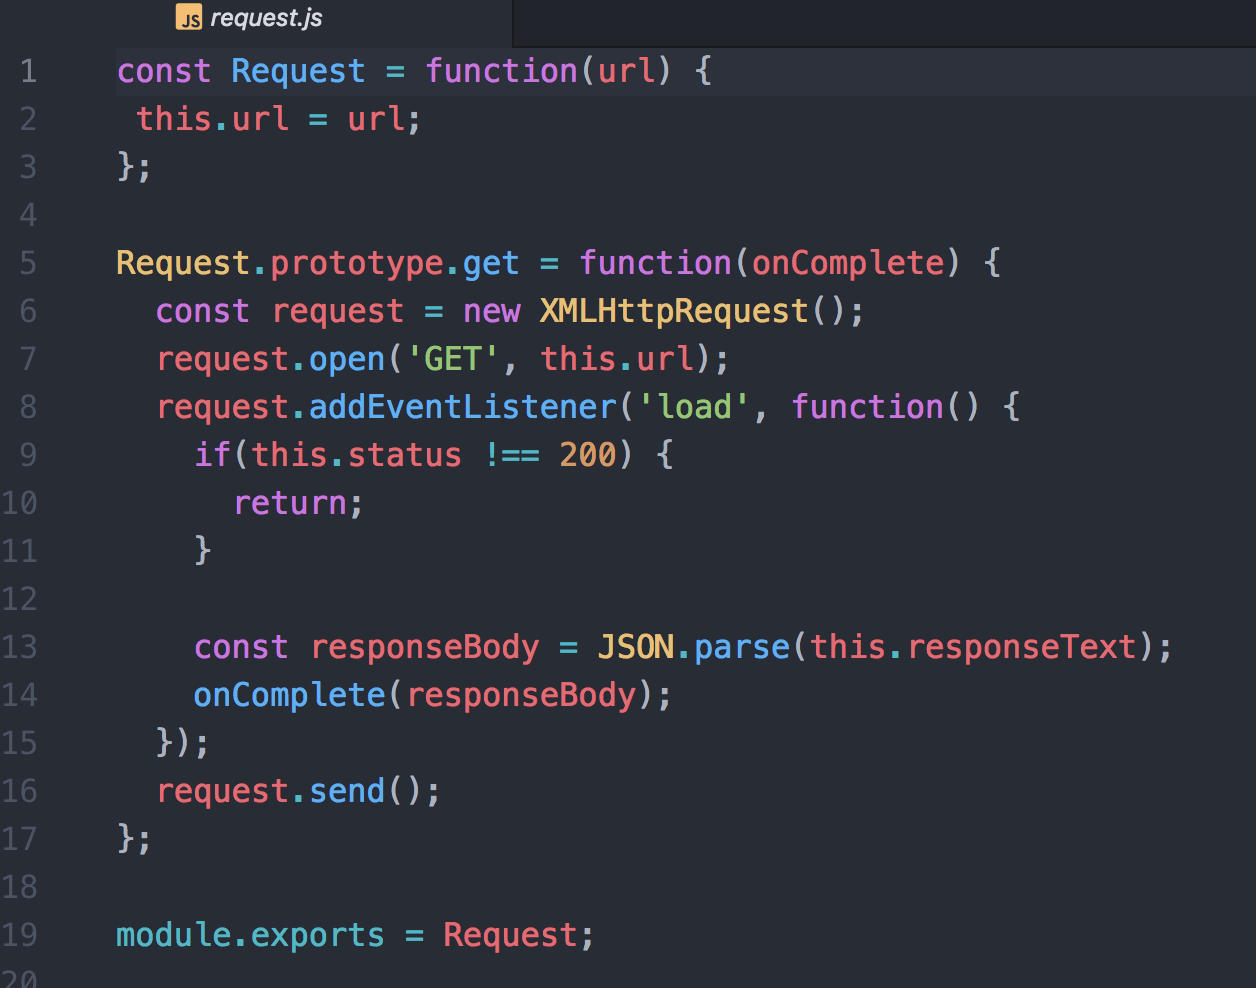 JS request.js
1 const Request = function(url) {
2  this.url = url;
3 };
4
5 Request.prototype.get = function(onComplete) {
6   const request = new XMLHttpRequest();
7   request.open('GET', this.url);
8   request.addEventListener('load', function() {
9     if(this.status !== 200) {
10       return;
11     }
12
13     const responseBody = JSON.parse(this.responseText);
14     onComplete(responseBody);
15   });
16   request.send();
17 };
18
19 module.exports = Request;
20